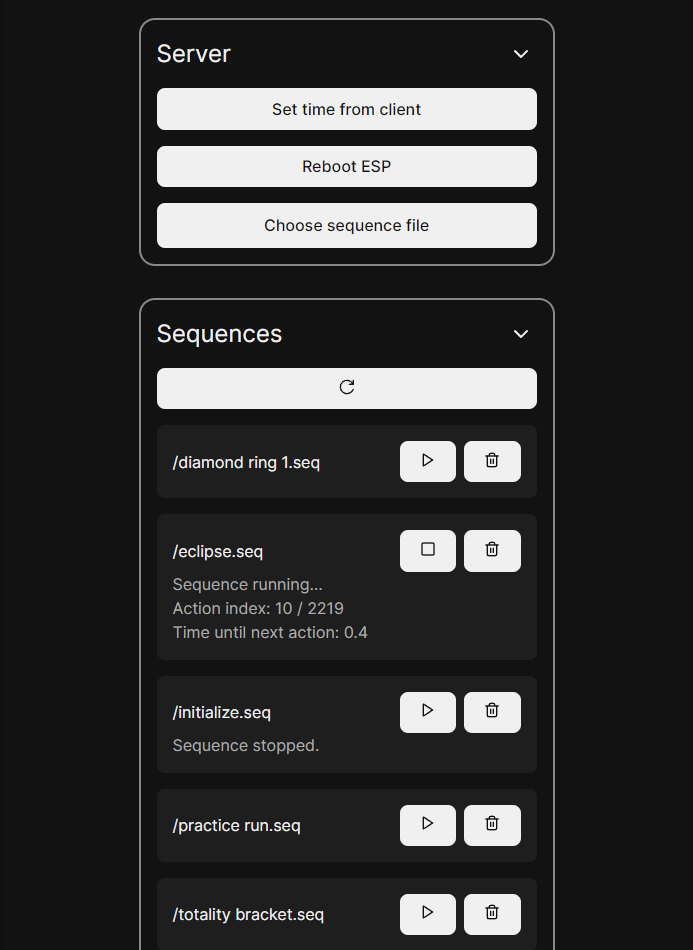 Server
Set time from client
Reboot ESP
Choose sequence file
Sequences
/diamond ring 1.seq
/eclipse.seq
Sequence running...
Action index: 10 / 2219
Time until next action: 0.4
/initialize.seq
Sequence stopped.
/practice run.seq
/totality bracket.seq